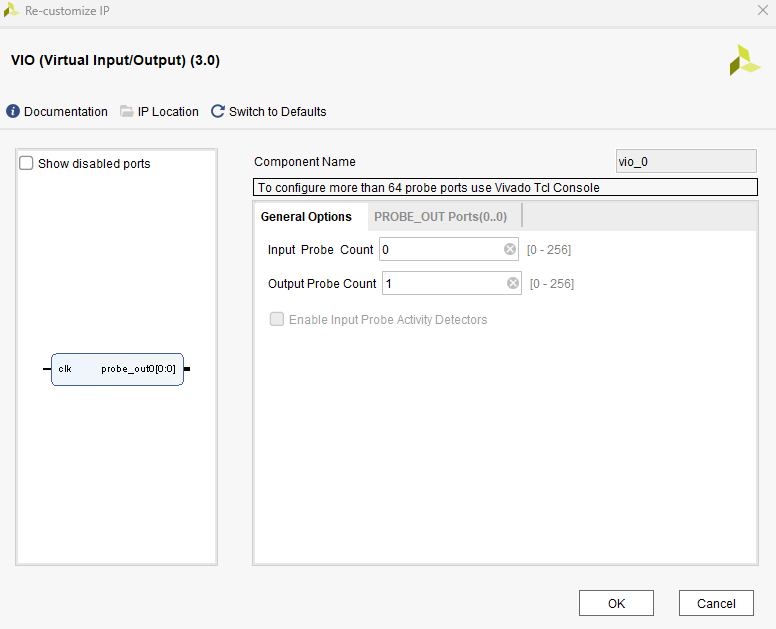 Re-customize IP
VIO (Virtual Input/Output) (3.0)
Documentation IP Location Switch to Defaults
Show disabled ports
clk probe_out0[0:0]
Component Name vio_0
To configure more than 64 probe ports use Vivado Tcl Console
General Options PROBE_OUT Ports(0..0)
Input Probe Count 0 [0 - 256]
Output Probe Count 1 [0 - 256]
Enable Input Probe Activity Detectors
OK Cancel